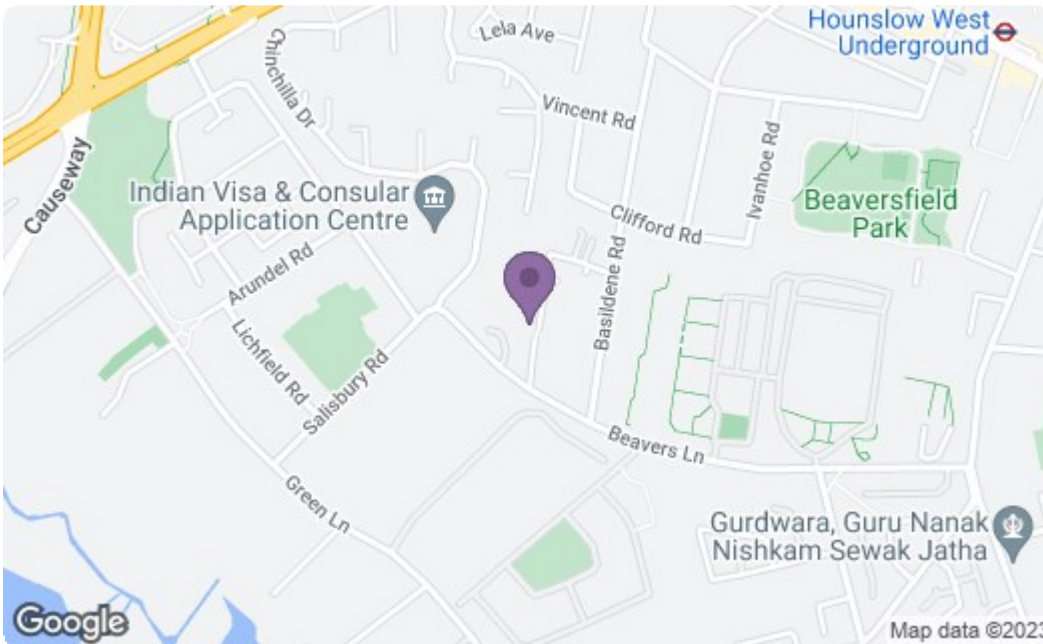 Hounslow West
Underground
Lela Ave
Chinchilla Dr
Vincent Rd
Ivanhoe Rd
Causeway
Indian Visa & Consular
Application Centre
Beaversfield
Park
Clifford Rd
Arundel Rd
Basildene Rd
Lichfield Rd
Salisbury Rd
Beavers Ln
Green Ln
Gurdwara, Guru Nanak
Nishkam Sewak Jatha
Google
Map data ©2023